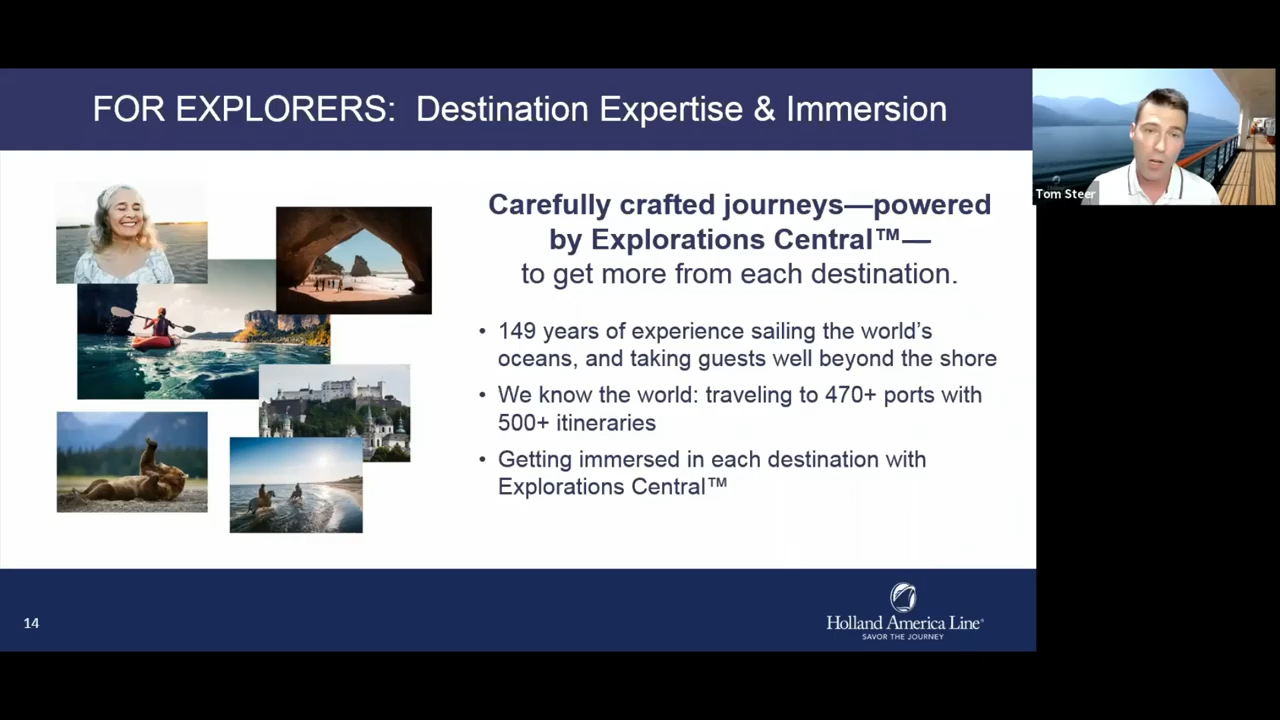 FOR EXPLORERS: Destination Expertise & Immersion
Tom Steer
Carefully crafted journeys—powered
by Explorations Central™—
to get more from each destination.
• 149 years of experience sailing the world's
oceans, and taking guests well beyond the shore
• We know the world: traveling to 470+ ports with
500+ itineraries
• Getting immersed in each destination with
Explorations Central™
14
Holland America Line®
SAVOR THE JOURNEY